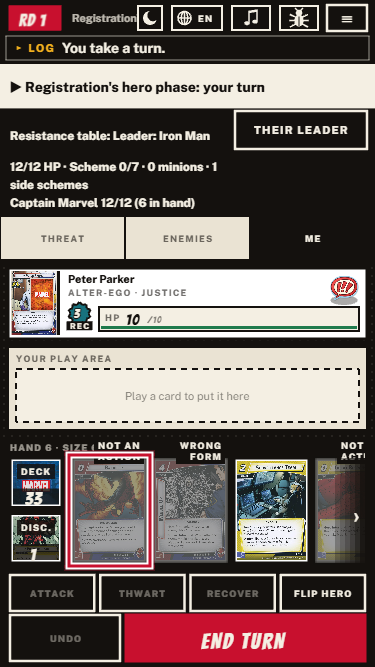 RD 1
Registration
EN
▸ LOG You take a turn.
▶ Registration's hero phase: your turn
Resistance table: Leader: Iron Man
THEIR LEADER
12/12 HP · Scheme 0/7 · 0 minions · 1
side schemes
Captain Marvel 12/12 (6 in hand)
THREAT
ENEMIES
ME
Peter Parker
ALTER-EGO · JUSTICE
3
REC
HP 10 /10
YOUR PLAY AREA
Play a card to put it here
HAND 6 · SIZE
NOT AN
ACTION
WRONG
FORM
NOT
DECK
MARVEL
33
DISC.
1
›
ATTACK
THWART
RECOVER
FLIP HERO
UNDO
END TURN